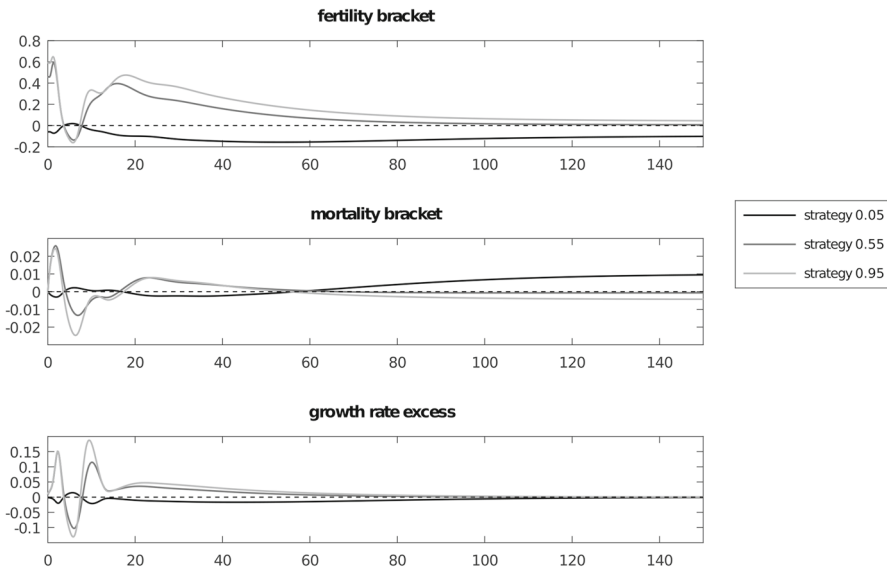 fertility bracket
0.8
0.6
0.4
0.2
0
-0.2
0 20 40 60 80 100 120 140
mortality bracket
0.02
0.01
0
-0.01
-0.02
0 20 40 60 80 100 120 140
strategy 0.05
strategy 0.55
strategy 0.95
growth rate excess
0.15
0.1
0.05
0
-0.05
-0.1
0 20 40 60 80 100 120 140